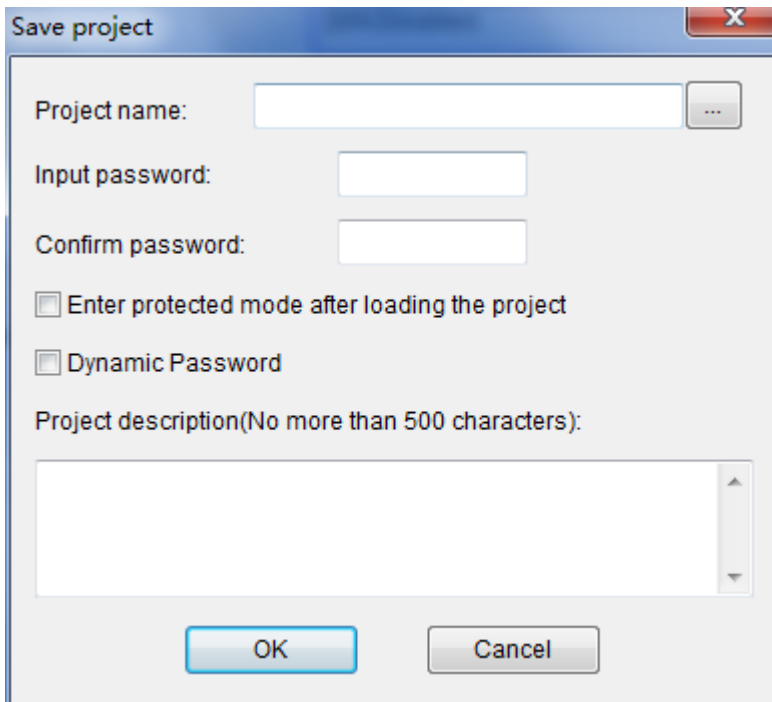 Save project
Project name:
...
Input password:
Confirm password:
Enter protected mode after loading the project
Dynamic Password
Project description(No more than 500 characters):
OK Cancel